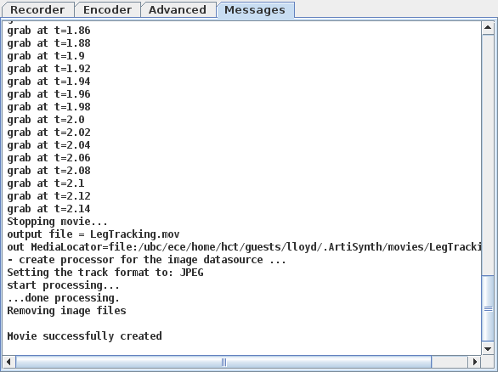 Recorder Encoder Advanced Messages
grab at t=1.86
grab at t=1.88
grab at t=1.9
grab at t=1.92
grab at t=1.94
grab at t=1.96
grab at t=1.98
grab at t=2.0
grab at t=2.02
grab at t=2.04
grab at t=2.06
grab at t=2.08
grab at t=2.1
grab at t=2.12
grab at t=2.14
Stopping movie...
output file = LegTracking.mov
out MediaLocator=file:/ubc/ece/home/hct/guests/lloyd/.ArtiSynth/movies/LegTracki
- create processor for the image datasource ...
Setting the track format to: JPEG
start processing...
...done processing.
Removing image files
Movie successfully created